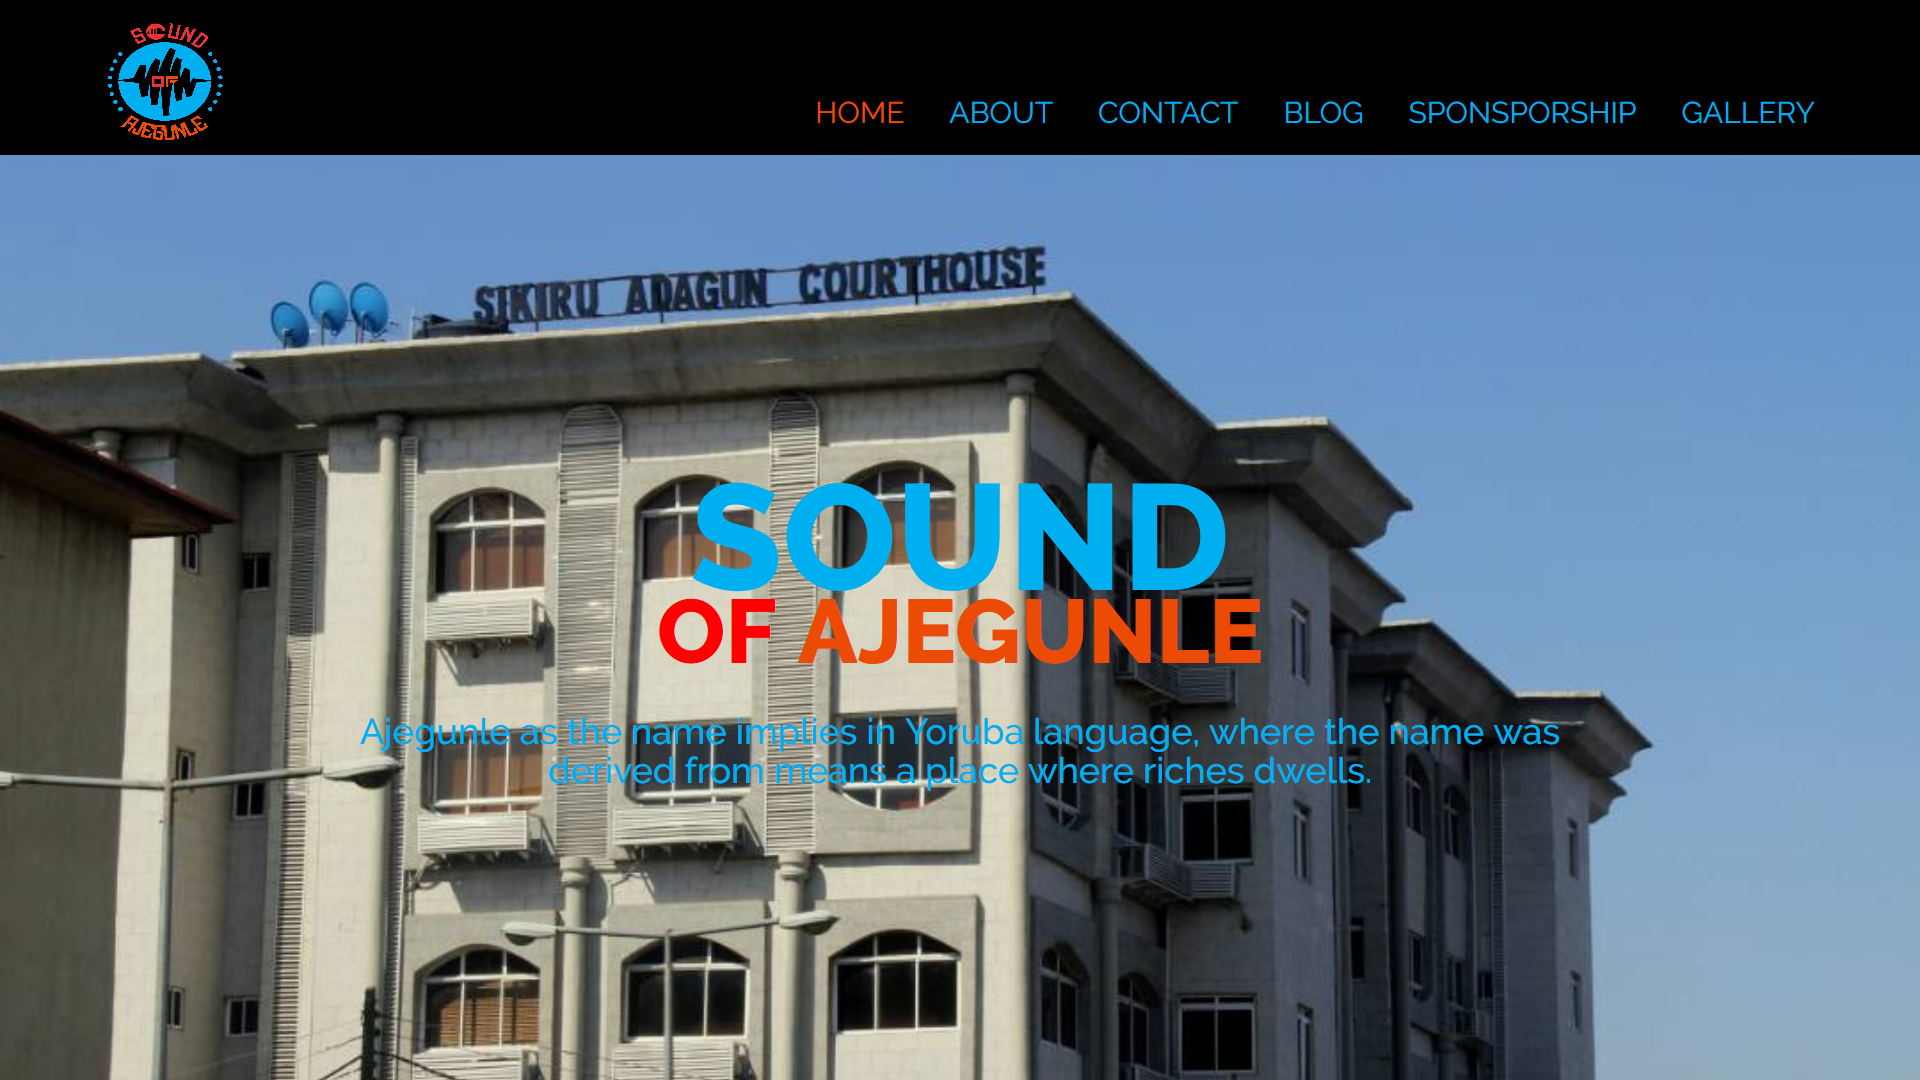 SOUND
OF
AJEGUNLE
HOME ABOUT CONTACT BLOG SPONSPORSHIP GALLERY
SIKIRU ADAGUN COURTHOUSE
SOUND
OF AJEGUNLE
Ajegunle as the name implies in Yoruba language, where the name was
derived from means a place where riches dwells.